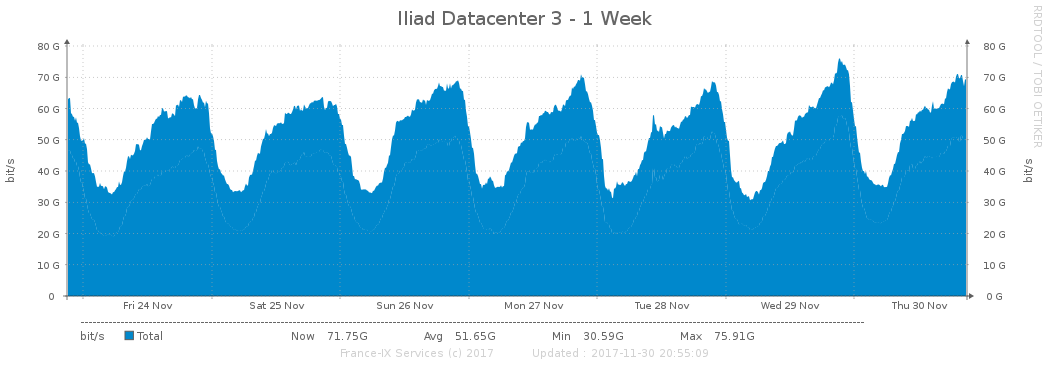 Iliad Datacenter 3 - 1 Week
RRDTOOL / TOBI OETIKER
80 G 80 G
70 G 70 G
60 G 60 G
50 G 50 G
40 G 40 G
30 G 30 G
20 G 20 G
10 G 10 G
0 0 G
bit/s bit/s
Fri 24 Nov Sat 25 Nov Sun 26 Nov Mon 27 Nov Tue 28 Nov Wed 29 Nov Thu 30 Nov
bit/s Total Now 71.75G Avg 51.65G Min 30.59G Max 75.91G
France-IX Services (c) 2017 Updated : 2017-11-30 20:55:09